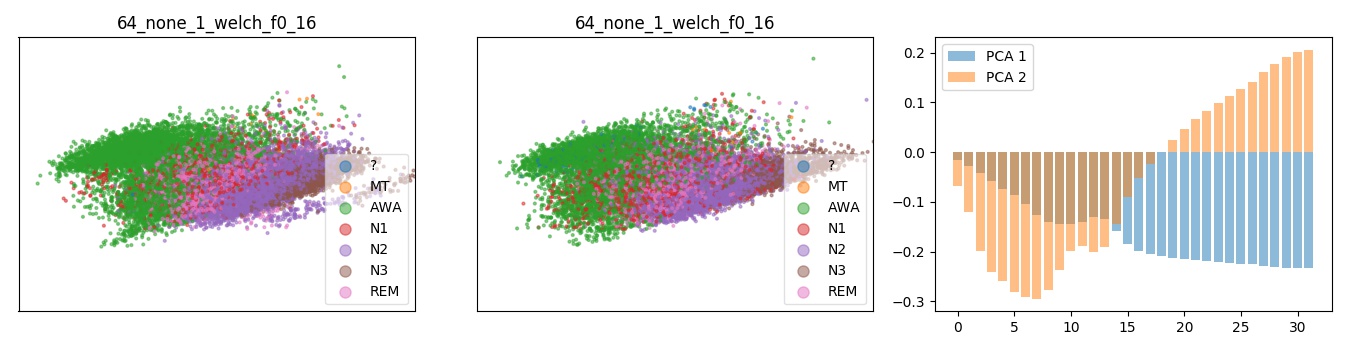 64_none_1_welch_f0_16
?
MT
AWA
N1
N2
N3
REM
64_none_1_welch_f0_16
?
MT
AWA
N1
N2
N3
REM
PCA 1
PCA 2
0.2
0.1
0.0
−0.1
−0.2
−0.3
0 5 10 15 20 25 30